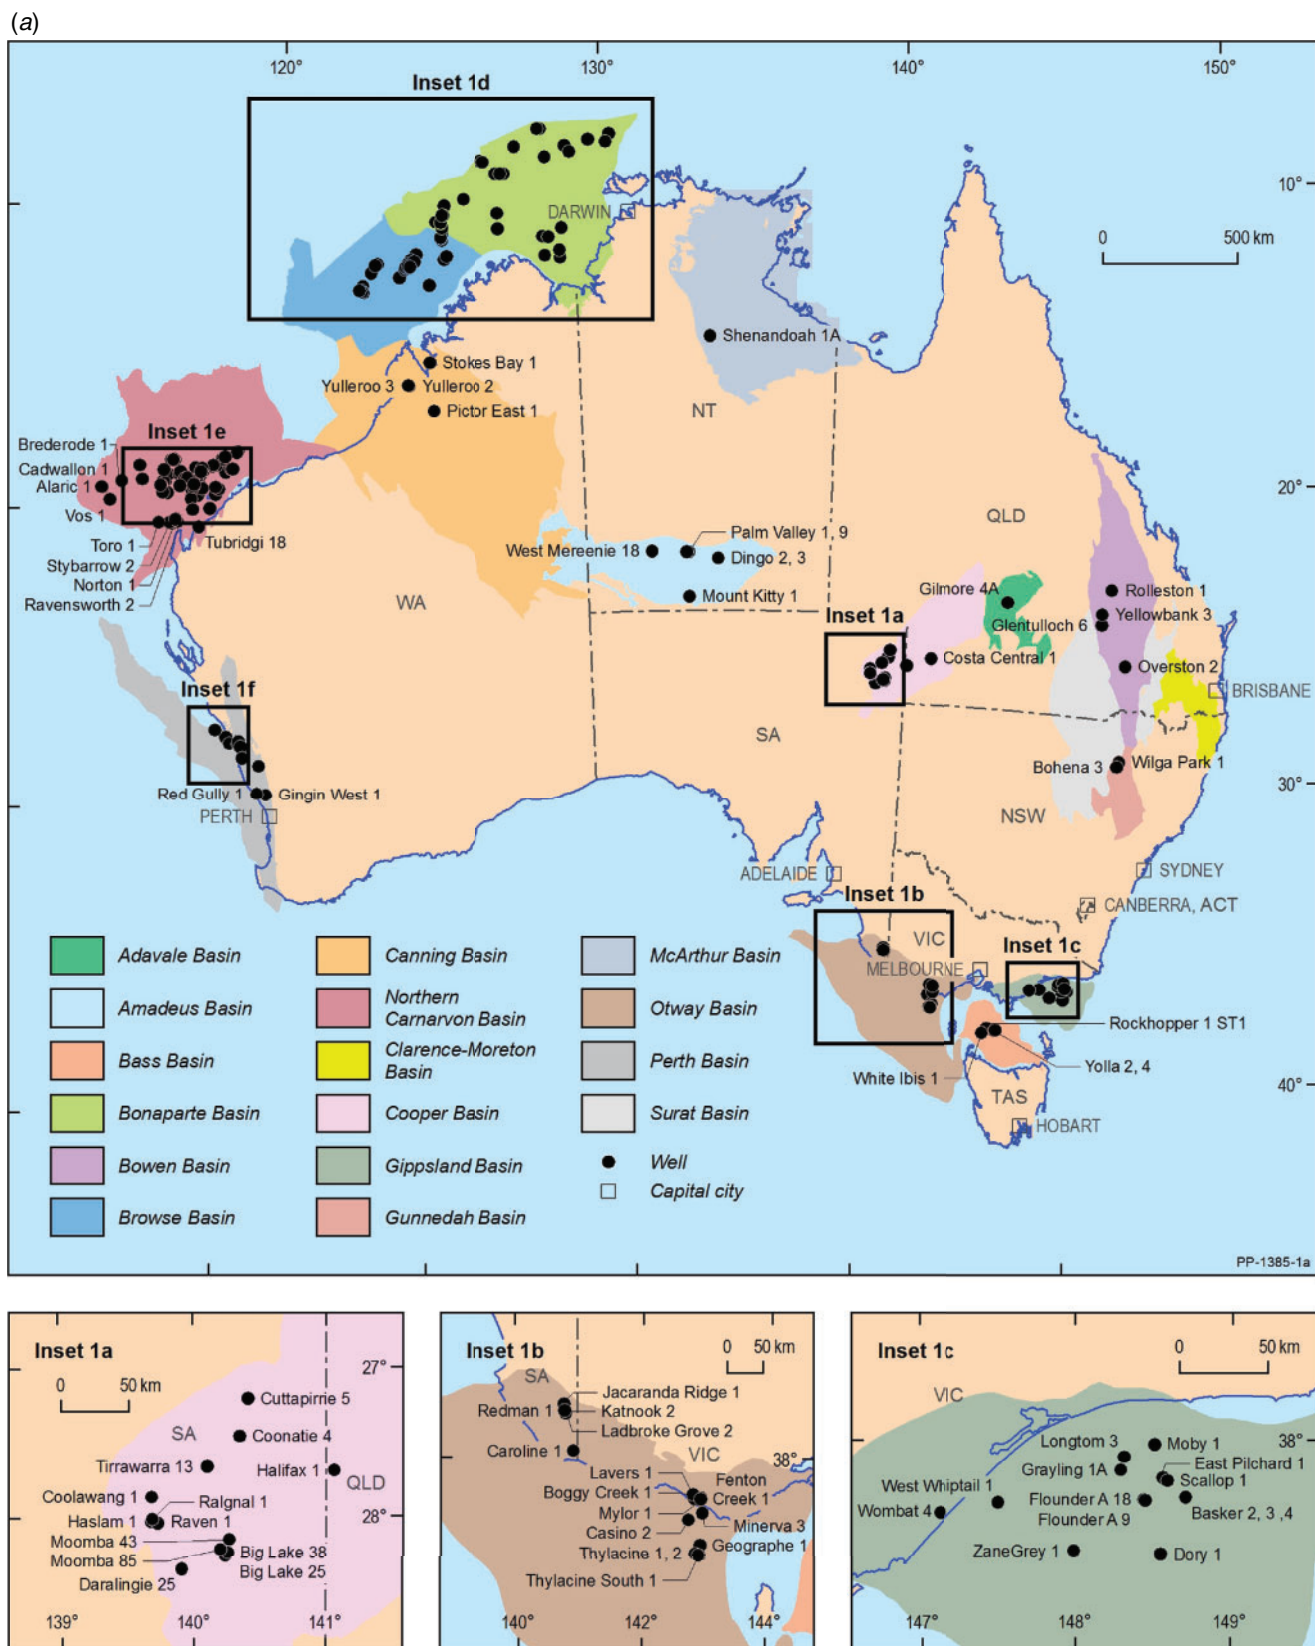 (a)
120°
130°
140°
150°
Inset 1d
10°
DARWIN
0
500 km
Shenandoah 1A
Stokes Bay 1
Yulleroo 3
Yulleroo 2
Pictor East 1
NT
Inset 1e
Brederode 1
Cadwallon 1
Alaric 1
Vos 1
Toro 1
Stybarrow 2
Norton 1
Ravensworth 2
Tubridgi 18
20°
QLD
Palm Valley 1, 9
West Mereenie 18
Dingo 2, 3
Mount Kitty 1
WA
Gilmore 4A
Rolleston 1
Yellowbank 3
Glentulloch 6
Inset 1a
Costa Central 1
Overston 2
BRISBANE
Inset 1f
SA
Bohena 3
Wilga Park 1
30°
Red Gully 1
Gingin West 1
PERTH
NSW
ADELAIDE
SYDNEY
CANBERRA, ACT
Inset 1b
VIC
Inset 1c
MELBOURNE
Rockhopper 1 ST1
Yolla 2, 4
White Ibis 1
TAS
40°
HOBART
Adavale Basin
Amadeus Basin
Bass Basin
Bonaparte Basin
Bowen Basin
Browse Basin
Canning Basin
Northern
Carnarvon Basin
Clarence-Moreton
Basin
Cooper Basin
Gippsland Basin
Gunnedah Basin
McArthur Basin
Otway Basin
Perth Basin
Surat Basin
Well
Capital city
PP-1385-1a
Inset 1a
0
50 km
27°
Cuttapirrie 5
SA
Coonatie 4
Tirrawarra 13
Halifax 1
QLD
Coolawang 1
Ralgnal 1
28°
Haslam 1
Raven 1
Moomba 43
Moomba 85
Big Lake 38
Big Lake 25
Daralingie 25
139°
140°
141°
Inset 1b
0
50 km
SA
Jacaranda Ridge 1
Redman 1
Katnook 2
Ladbroke Grove 2
Caroline 1
VIC
38°
Lavers 1
Fenton
Creek 1
Boggy Creek 1
Mylor 1
Minerva 3
Casino 2
Geographe 1
Thylacine 1, 2
Thylacine South 1
140°
142°
144°
Inset 1c
0
50 km
VIC
38°
Longtom 3
Moby 1
Grayling 1A
East Pilchard 1
Scallop 1
West Whiptail 1
Flounder A 18
Flounder A 9
Basker 2, 3 ,4
Wombat 4
ZaneGrey 1
Dory 1
147°
148°
149°